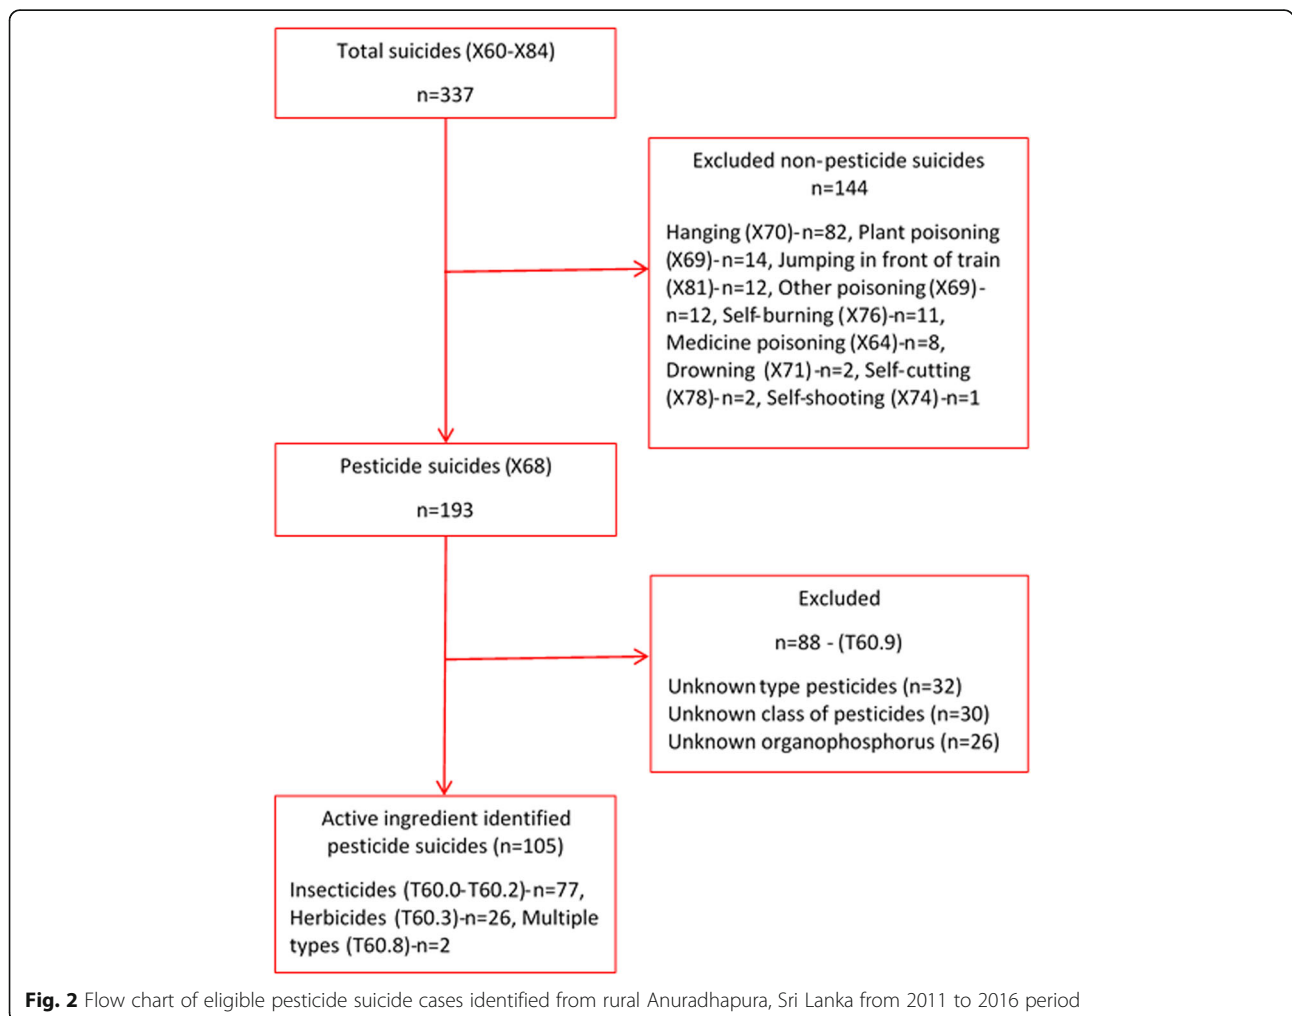 Total suicides (X60-X84)
n=337
Excluded non-pesticide suicides
n=144
Hanging (X70)-n=82, Plant poisoning
(X69)-n=14, Jumping in front of train
(X81)-n=12, Other poisoning (X69)-
n=12, Self-burning (X76)-n=11,
Medicine poisoning (X64)-n=8,
Drowning (X71)-n=2, Self-cutting
(X78)-n=2, Self-shooting (X74)-n=1
Pesticide suicides (X68)
n=193
Excluded
n=88 - (T60.9)
Unknown type pesticides (n=32)
Unknown class of pesticides (n=30)
Unknown organophosphorus (n=26)
Active ingredient identified
pesticide suicides (n=105)
Insecticides (T60.0-T60.2)-n=77,
Herbicides (T60.3)-n=26, Multiple
types (T60.8)-n=2
Fig. 2 Flow chart of eligible pesticide suicide cases identified from rural Anuradhapura, Sri Lanka from 2011 to 2016 period